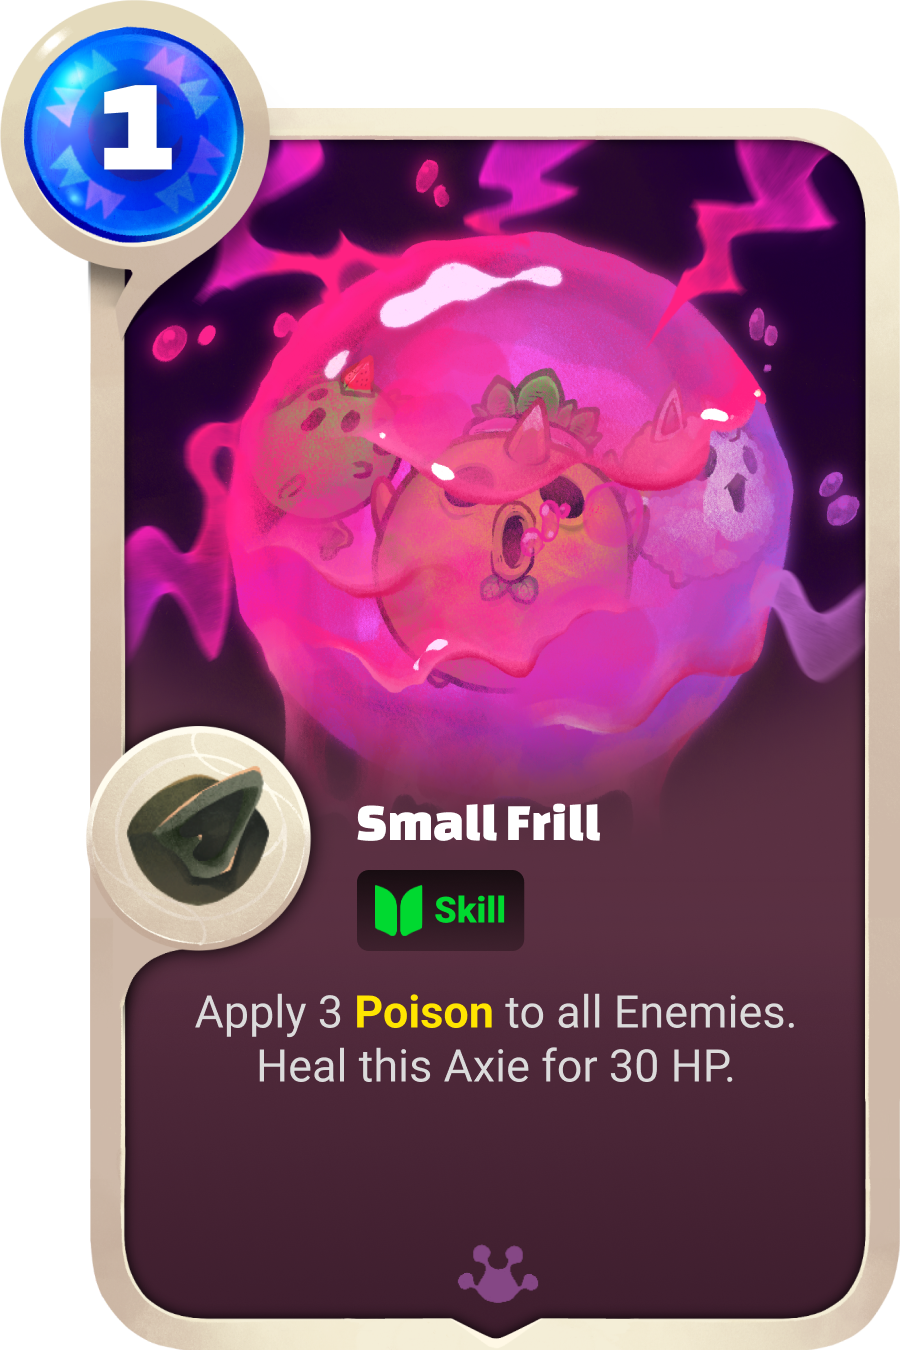 1
Small Frill
Skill
Apply 3 Poison to all Enemies.
Heal this Axie for 30 HP.